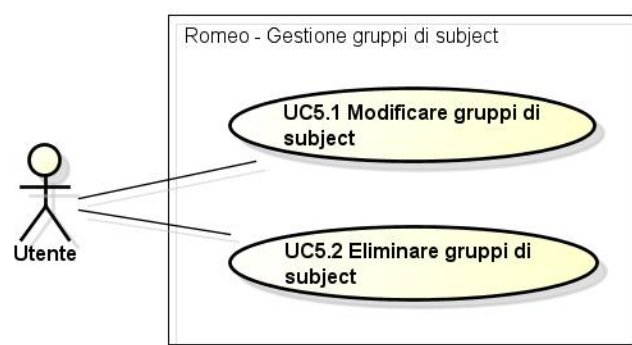 Romeo - Gestione gruppi di subject
UC5.1 Modificare gruppi di
subject
Utente
UC5.2 Eliminare gruppi di
subject